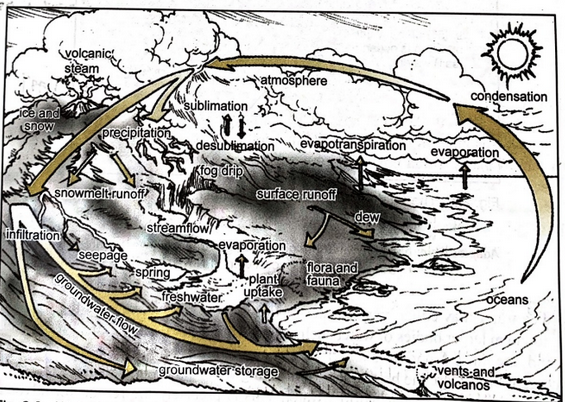 volcanic
steam
atmosphere
condensation
ice and
snow
sublimation
precipitation
desublimation
evapotranspiration
evaporation
fog drip
snowmelt runoff
surface runoff
dew
infiltration
streamflow
evaporation
seepage
spring
plant
uptake
flora and
fauna
groundwater flow
freshwater
oceans
groundwater storage
vents and
volcanos